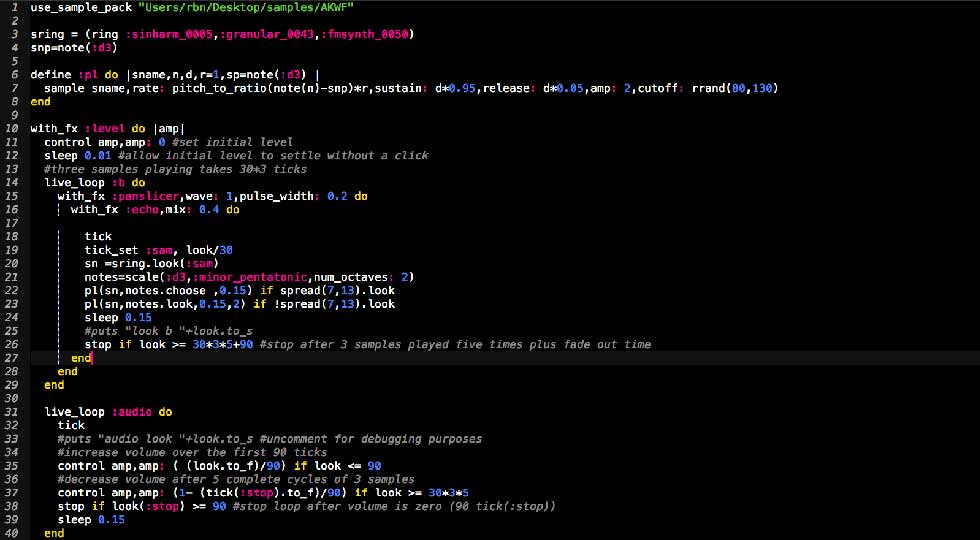 1 use_sample_pack "Users/rbn/Desktop/samples/AKWF"
2
3 sring = (ring :sinharm_0005,:granular_0043,:fmsynth_0050)
4 snp=note(:d3)
5
6 define :pl do |sname,n,d,r=1,sp=note(:d3) |
7   sample sname,rate: pitch_to_ratio(note(n)-snp)*r,sustain: d*0.95,release: d*0.05,amp: 2,cutoff: rrand(80,130)
8 end
9
10 with_fx :level do |amp|
11   control amp,amp: 0 #set initial level
12   sleep 0.01 #allow initial level to settle without a click
13   #three samples playing takes 30*3 ticks
14   live_loop :b do
15     with_fx :panslicer,wave: 1,pulse_width: 0.2 do
16       with_fx :echo,mix: 0.4 do
17
18         tick
19         tick_set :sam, look/30
20         sn =sring.look(:sam)
21         notes=scale(:d3,:minor_pentatonic,num_octaves: 2)
22         pl(sn,notes.choose ,0.15) if spread(7,13).look
23         pl(sn,notes.look,0.15,2) if !spread(7,13).look
24         sleep 0.15
25         #puts "look b "+look.to_s
26         stop if look >= 30*3*5+90 #stop after 3 samples played five times plus fade out time
27       end
28     end
29   end
30
31   live_loop :audio do
32     tick
33     #puts "audio look "+look.to_s #uncomment for debugging purposes
34     #increase volume over the first 90 ticks
35     control amp,amp: ( (look.to_f)/90) if look <= 90
36     #decrease volume after 5 complete cycles of 3 samples
37     control amp,amp: (1- (tick(:stop).to_f)/90) if look >= 30*3*5
38     stop if look(:stop) >= 90 #stop loop after volume is zero (90 tick(:stop))
39     sleep 0.15
40   end